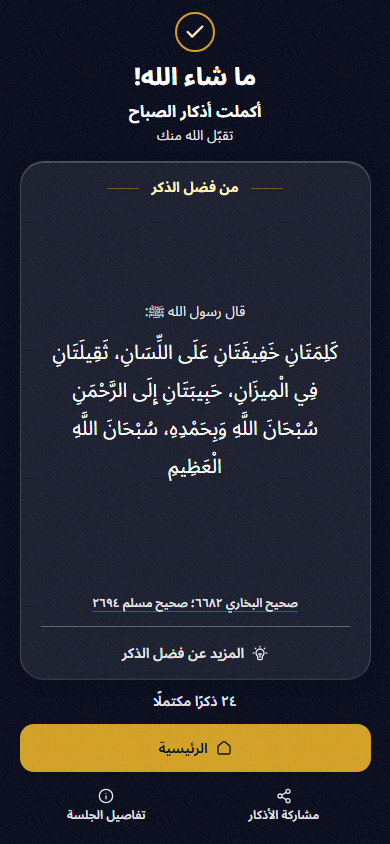 ما شاء الله!
أكملت أذكار الصباح
تقبّل الله منك
من فضل الذكر
قال رسول الله ﷺ:
كَلِمَتَانِ خَفِيفَتَانِ عَلَى اللِّسَانِ، ثَقِيلَتَانِ
فِي الْمِيزَانِ، حَبِيبَتَانِ إِلَى الرَّحْمَنِ
سُبْحَانَ اللَّهِ وَبِحَمْدِهِ، سُبْحَانَ اللَّهِ
الْعَظِيمِ
صحيح البخاري ٦٦٨٢؛ صحيح مسلم ٢٦٩٤
المزيد عن فضل الذكر
٢٤ ذكرًا مكتملًا
الرئيسية
مشاركة الأذكار
تفاصيل الجلسة